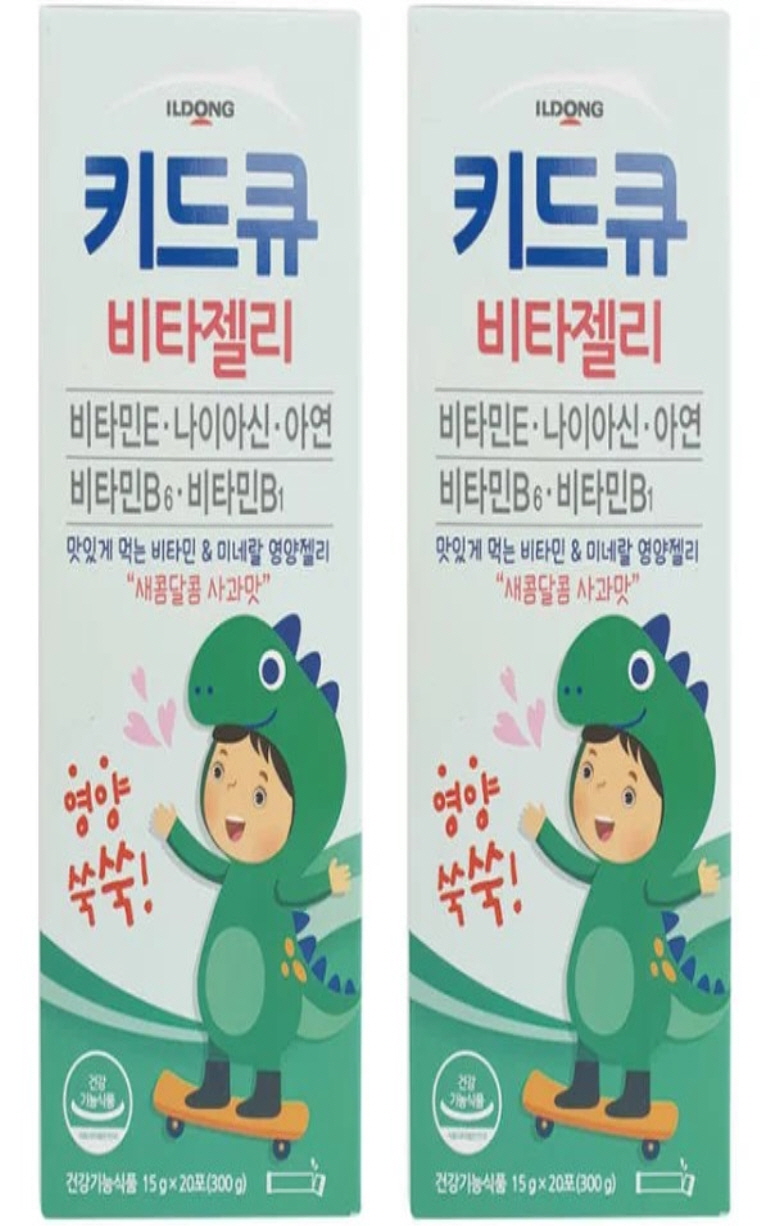 ILDONG
키드큐
비타젤리
비타민E·나이아신·아연
비타민B6·비타민B1
맛있게 먹는 비타민 & 미네랄 영양젤리
“새콤달콤 사과맛”
영양
쑥쑥!
건강
기능식품
건강기능식품 15g×20포(300g)
ILDONG
키드큐
비타젤리
비타민E·나이아신·아연
비타민B6·비타민B1
맛있게 먹는 비타민 & 미네랄 영양젤리
“새콤달콤 사과맛”
영양
쑥쑥!
건강
기능식품
건강기능식품 15g×20포(300g)